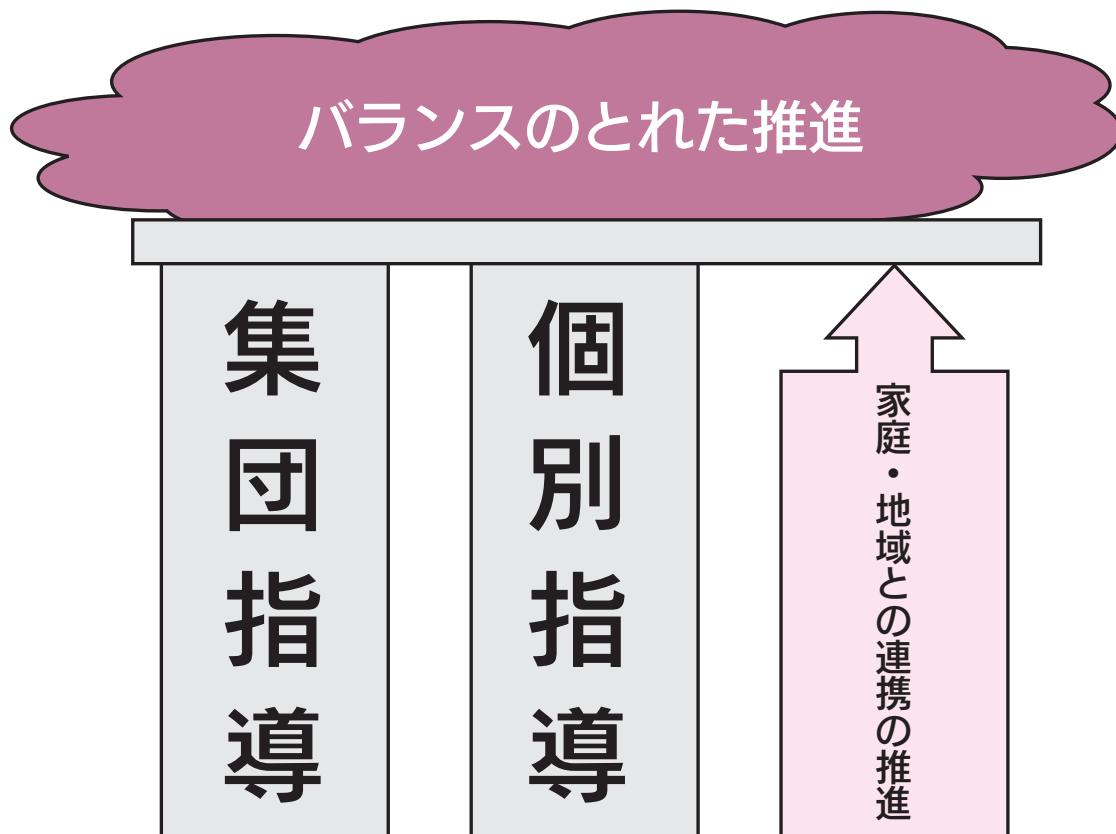 バランスのとれた推進
集団指導
個別指導
家庭・地域との連携の推進